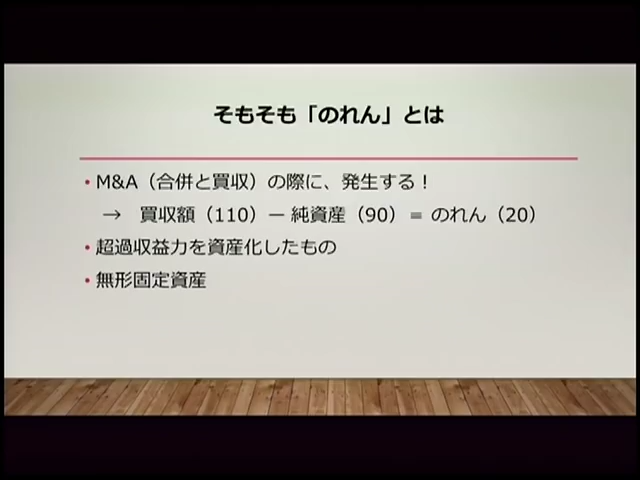 そもそも「のれん」とは
・M&A（合併と買収）の際に、発生する！
→　買収額（110）－ 純資産（90）＝ のれん（20）
・超過収益力を資産化したもの
・無形固定資産